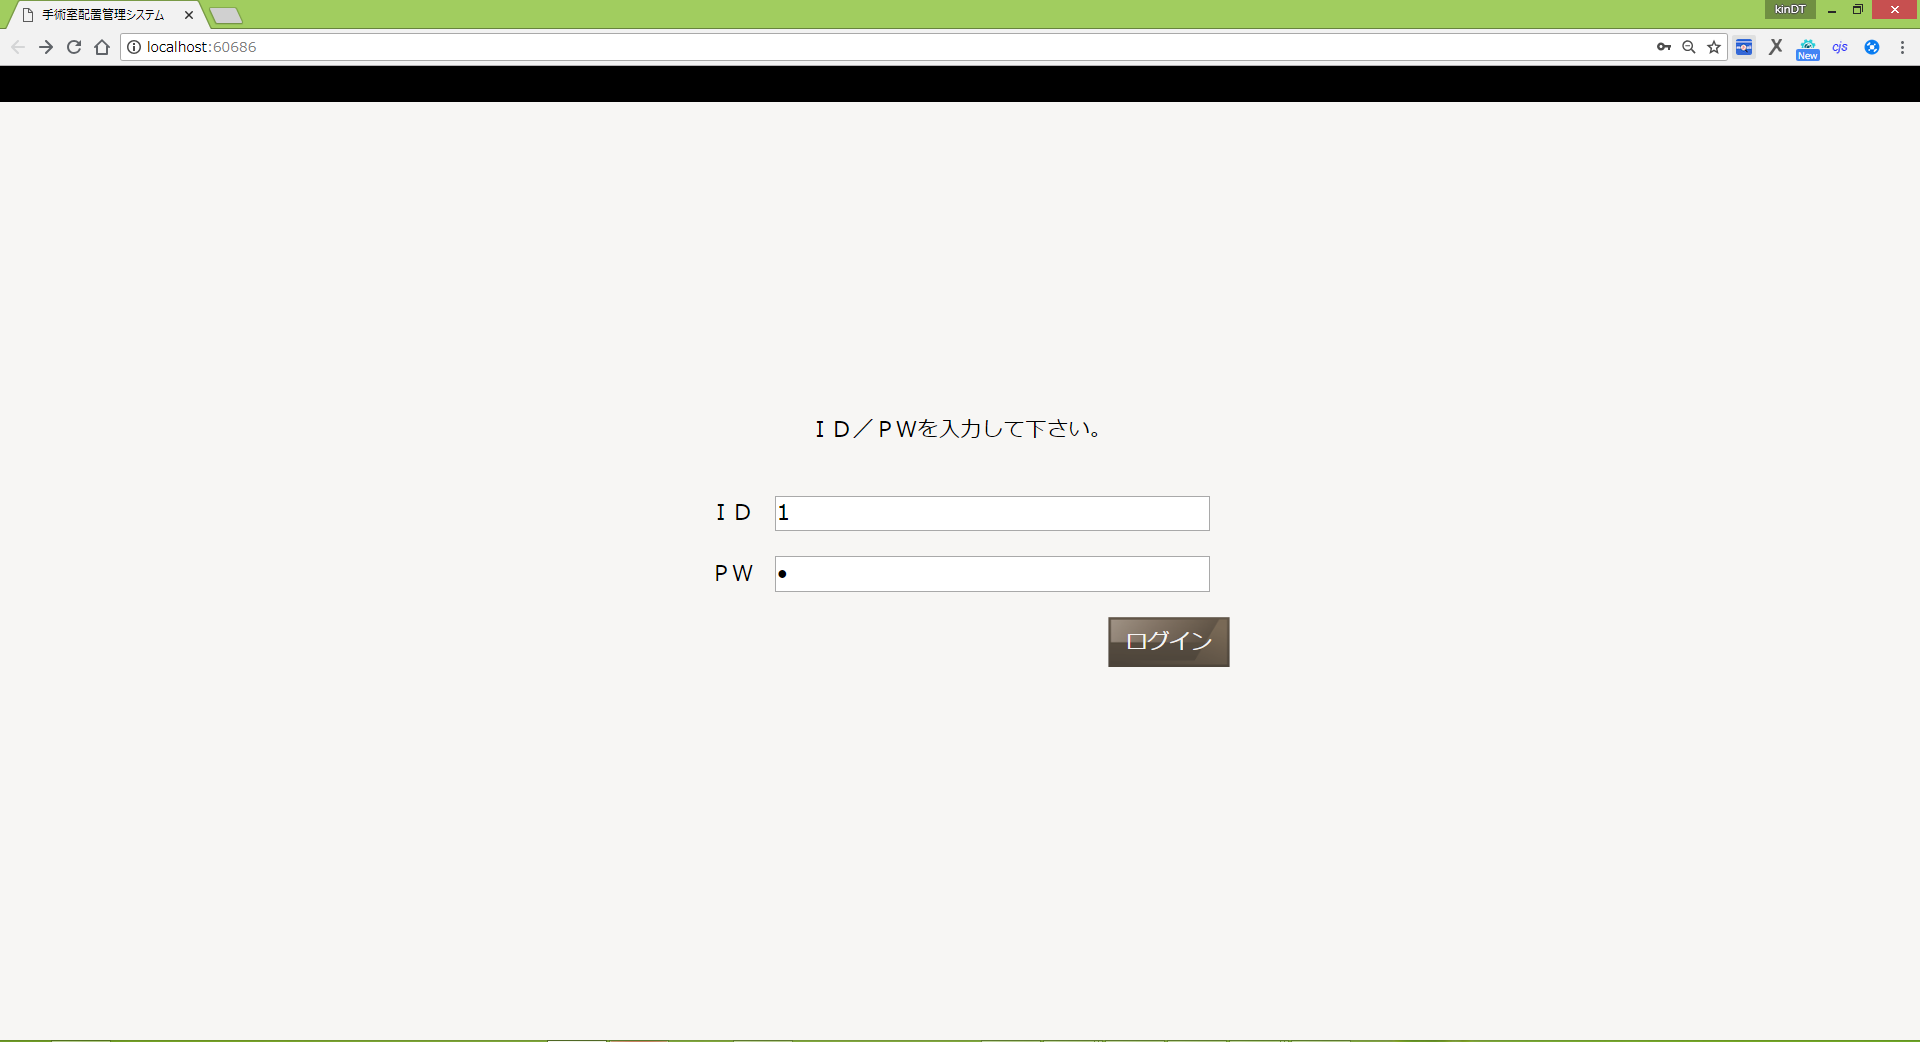 手術室配置管理システム
kinDT
localhost:60686
New
cjs
ＩＤ／ＰＷを入力して下さい。
ＩＤ 1
ＰＷ ●
ログイン